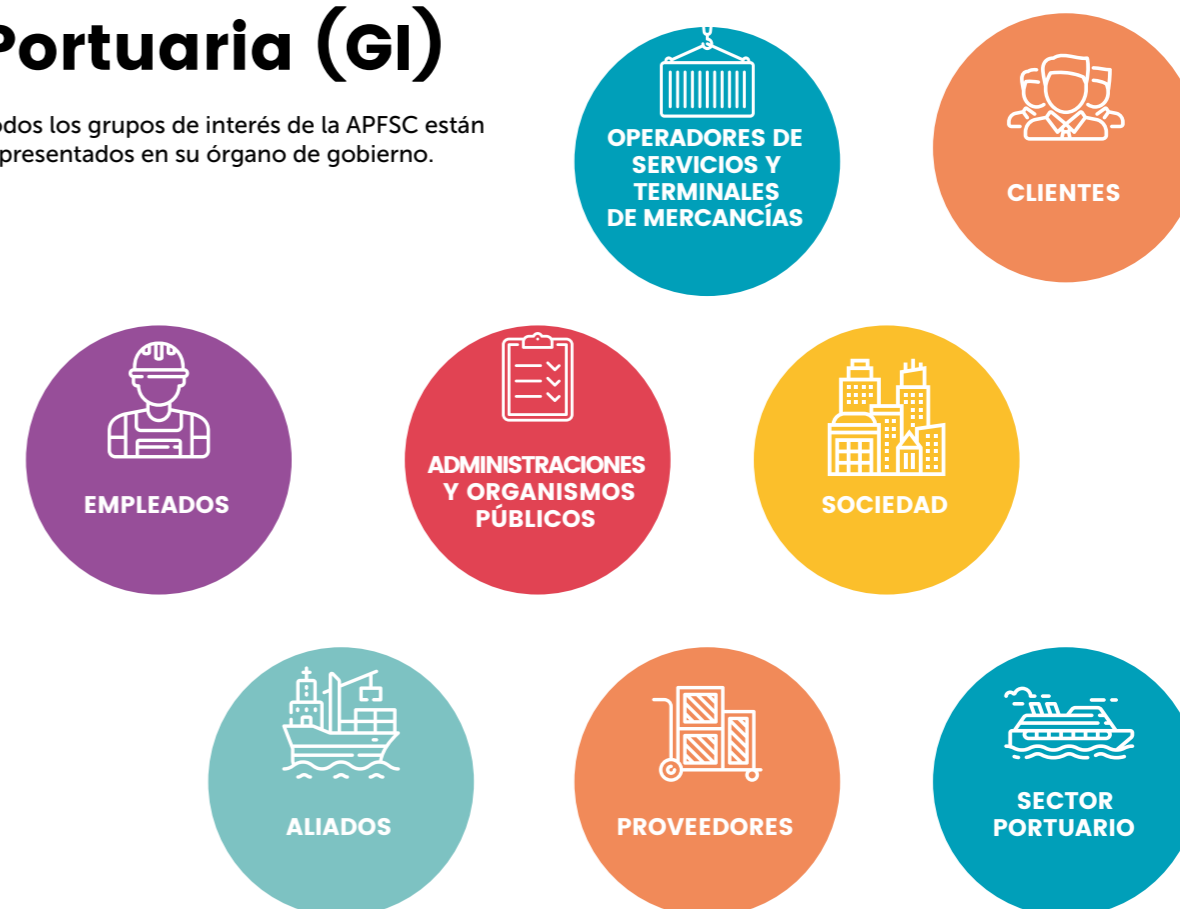 Portuaria (GI)
odos los grupos de interés de la APFSC están
presentados en su órgano de gobierno.
OPERADORES DE
SERVICIOS Y
TERMINALES
DE MERCANCÍAS
CLIENTES
EMPLEADOS
ADMINISTRACIONES
Y ORGANISMOS
PÚBLICOS
SOCIEDAD
ALIADOS
PROVEEDORES
SECTOR
PORTUARIO